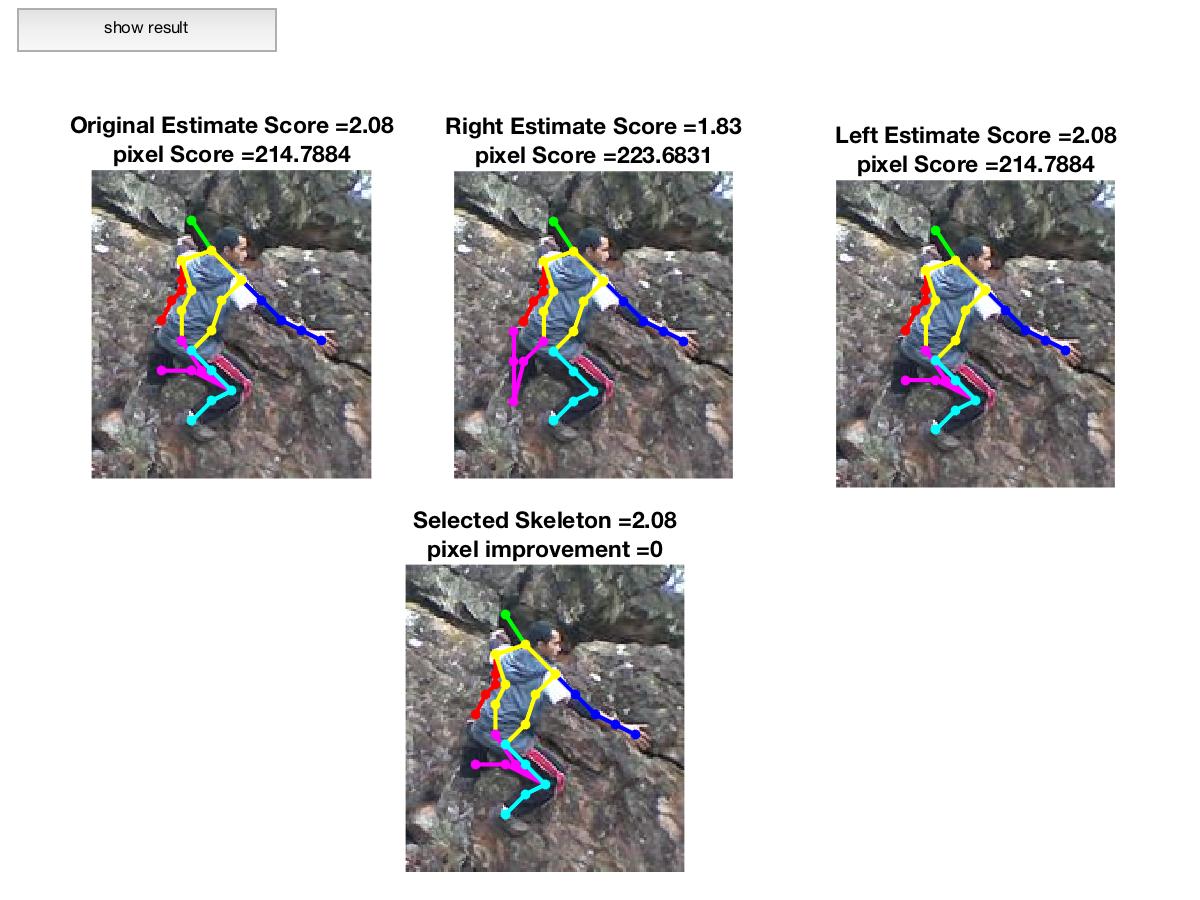 show result
Original Estimate Score =2.08
pixel Score =214.7884
Right Estimate Score =1.83
pixel Score =223.6831
Left Estimate Score =2.08
pixel Score =214.7884
Selected Skeleton =2.08
pixel improvement =0